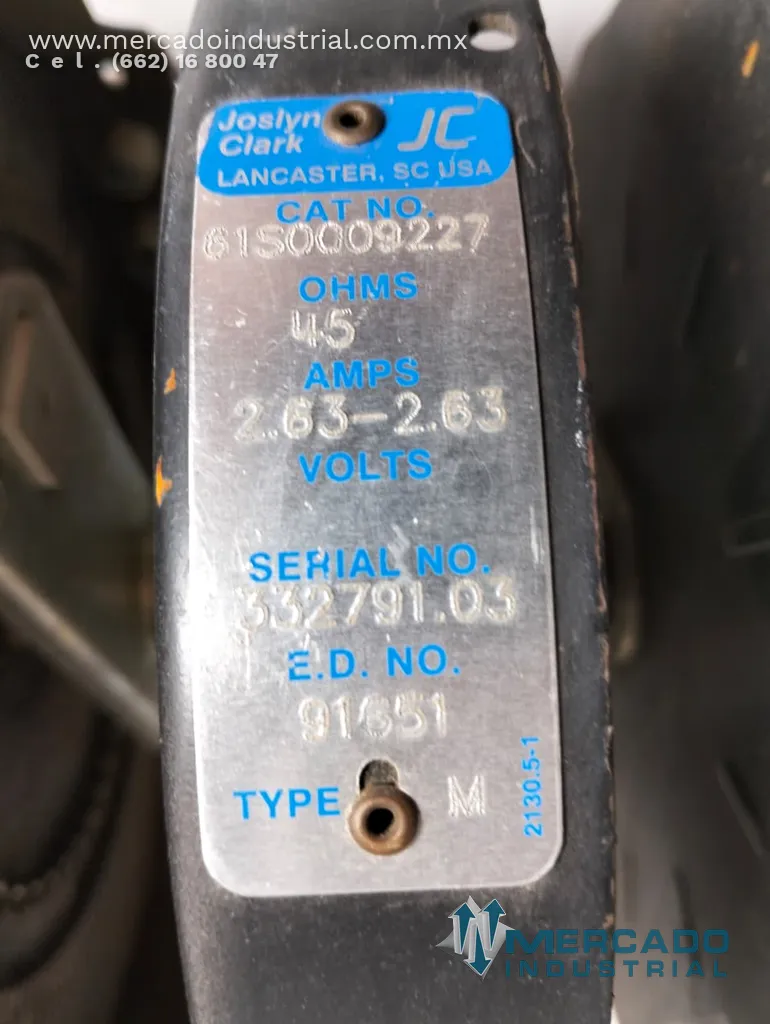 www.mercadoindustrial.com.mx
Cel. (662) 16 800 47
Joslyn
Clark
JC
LANCASTER, SC USA
CAT NO.
61S0009227
OHMS
45
AMPS
2.63-2.63
VOLTS
SERIAL NO.
332791.03
E.D. NO.
91651
TYPE M
2130.5-1
MERCADO
INDUSTRIAL